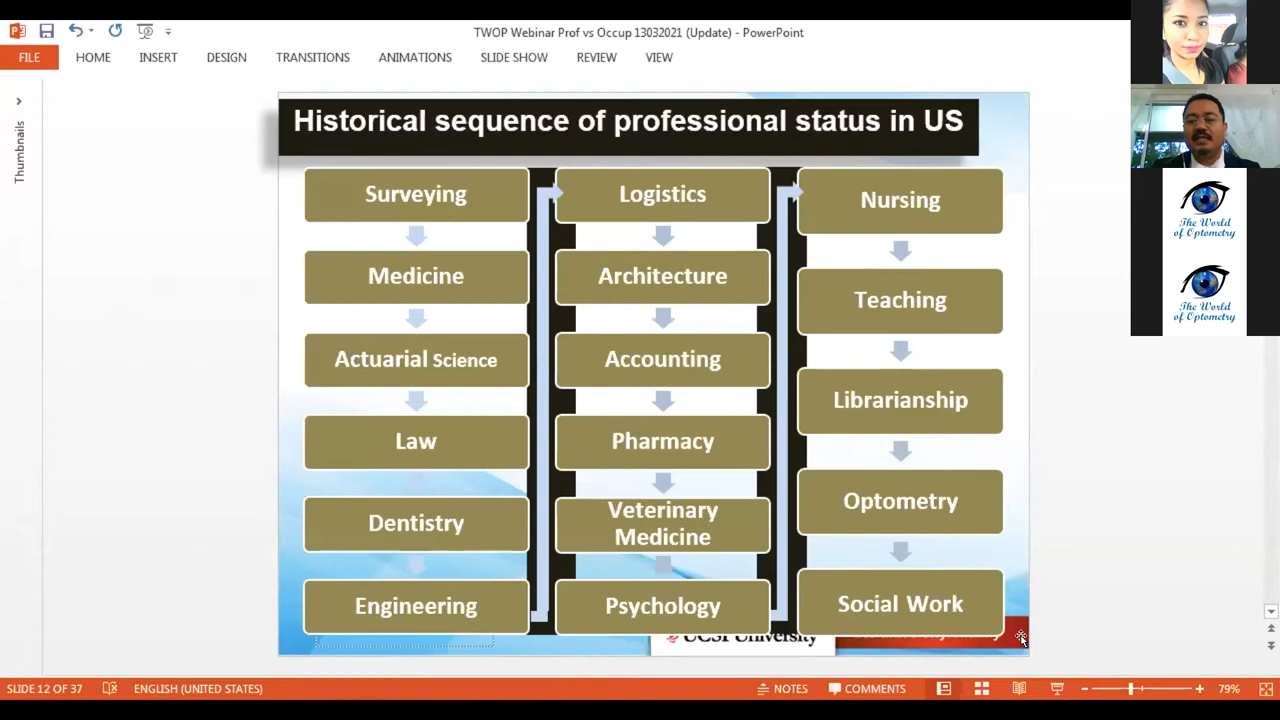 TWOP Webinar Prof vs Occup 13032021 (Update) - PowerPoint
FILE HOME INSERT DESIGN TRANSITIONS ANIMATIONS SLIDE SHOW REVIEW VIEW
Thumbnails
Historical sequence of professional status in US
Surveying
Medicine
Actuarial Science
Law
Dentistry
Engineering
Logistics
Architecture
Accounting
Pharmacy
Veterinary
Medicine
Psychology
Nursing
Teaching
Librarianship
Optometry
Social Work
UCSI University
The World
of Optometry
The World
of Optometry
SLIDE 12 OF 37 ENGLISH (UNITED STATES) NOTES COMMENTS 79%